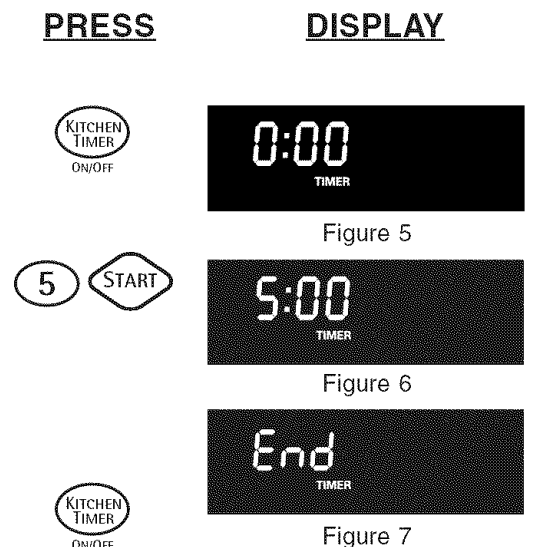 PRESS
DISPLAY
KITCHEN
TIMER
ON/OFF
0:00
TIMER
Figure 5
5
START
5:00
TIMER
Figure 6
End
TIMER
KITCHEN
TIMER
ON/OFF
Figure 7